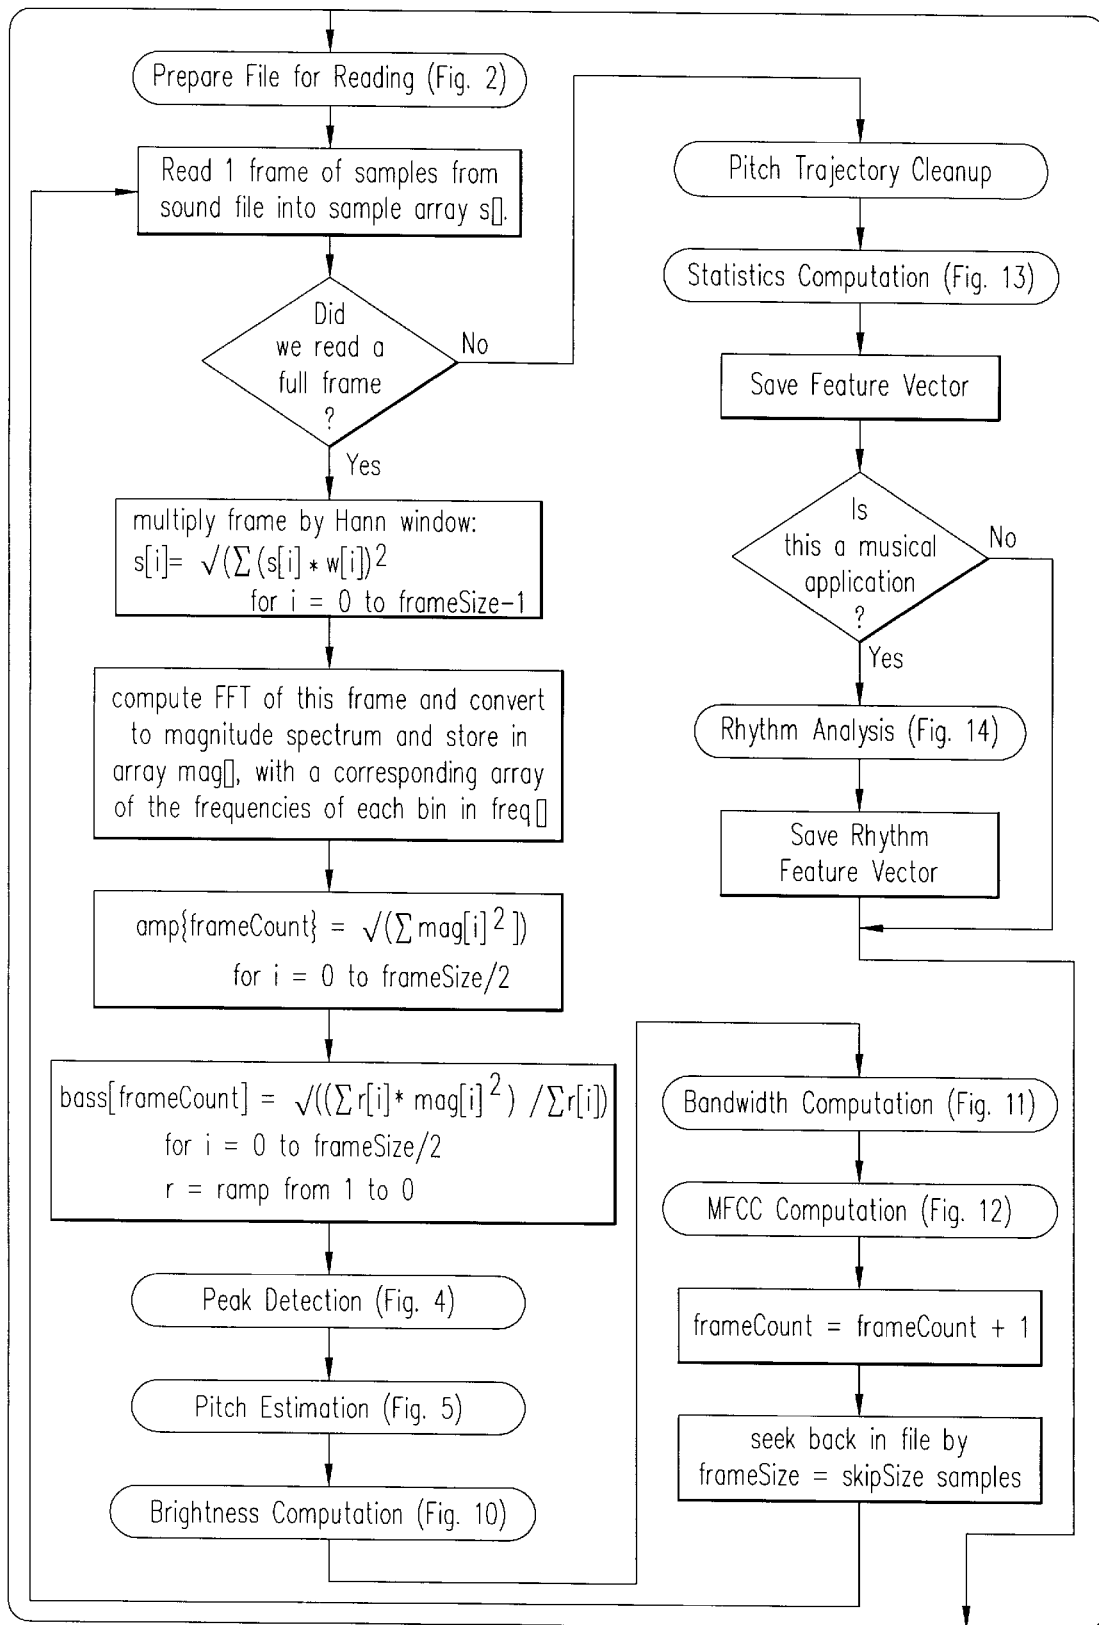 Prepare File for Reading (Fig. 2)
Read 1 frame of samples from
sound file into sample array s[].
Did
we read a
full frame
?
No
Yes
multiply frame by Hann window:
s[i]= √(∑(s[i] * w[i])²
for i = 0 to frameSize-1
compute FFT of this frame and convert
to magnitude spectrum and store in
array mag[], with a corresponding array
of the frequencies of each bin in freq[]
amp{frameCount} = √(∑mag[i]²])
for i = 0 to frameSize/2
bass[frameCount] = √((∑r[i]* mag[i]²) /∑r[i])
for i = 0 to frameSize/2
r = ramp from 1 to 0
Peak Detection (Fig. 4)
Pitch Estimation (Fig. 5)
Brightness Computation (Fig. 10)
Pitch Trajectory Cleanup
Statistics Computation (Fig. 13)
Save Feature Vector
Is
this a musical
application
?
No
Yes
Rhythm Analysis (Fig. 14)
Save Rhythm
Feature Vector
Bandwidth Computation (Fig. 11)
MFCC Computation (Fig. 12)
frameCount = frameCount + 1
seek back in file by
frameSize = skipSize samples